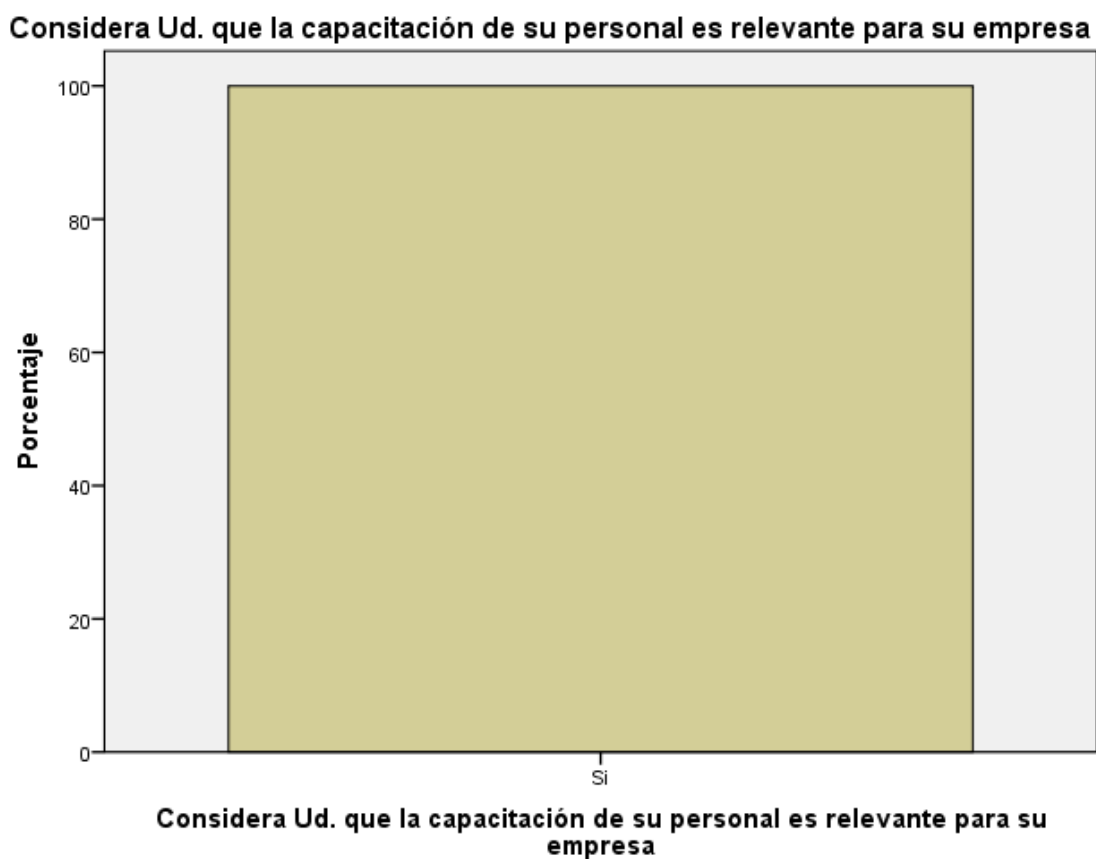 Considera Ud. que la capacitación de su personal es relevante para su empresa
100
80
60
40
20
0
Porcentaje
Si
Considera Ud. que la capacitación de su personal es relevante para su
empresa